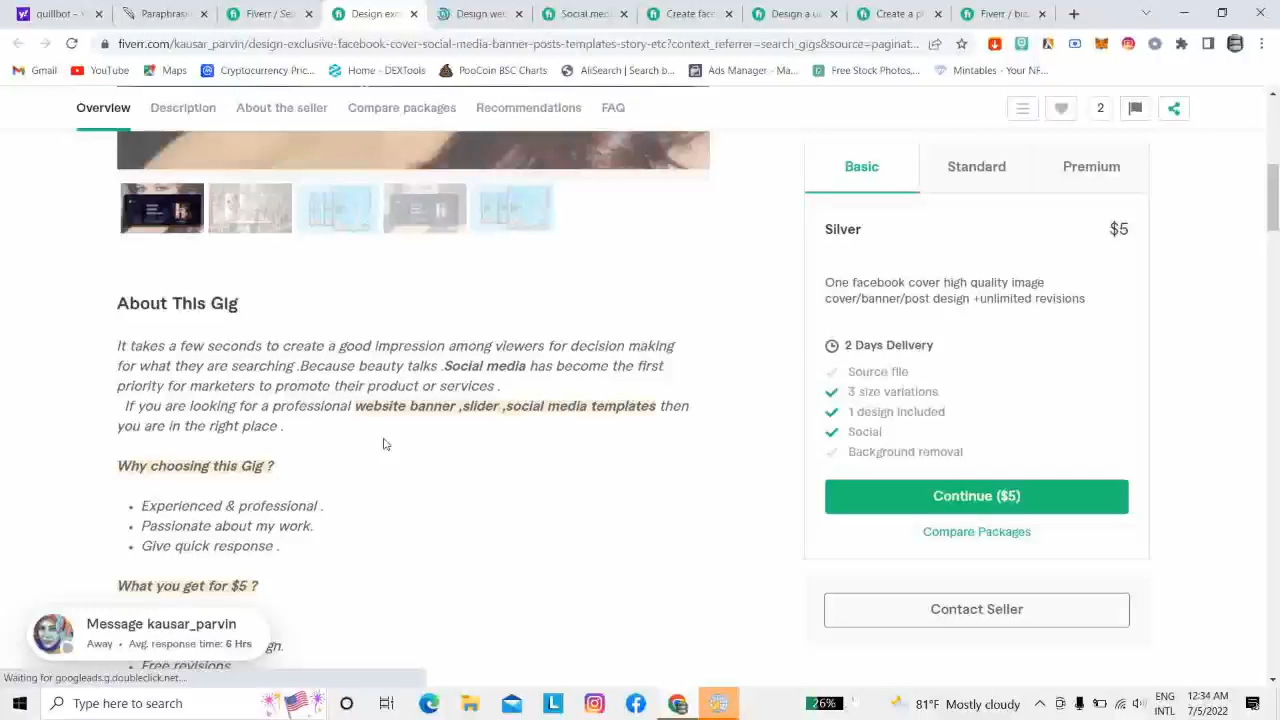 quillbot –
Paraphrasi
Fiverr / Se
Design exc
Design web
Social med
Create face
Design a u
Create a p
Fiverr / bia
fiverr.com/kausar_parvin/design-exlusive-facebook-cover-social-media-banner-posts-templates-story-etc?context_referrer=search_gigs&source=paginat...
Gmail
YouTube
Maps
Cryptocurrency Pric...
Home - DEXTools
PooCoin BSC Charts
AliSearch | Search b...
Ads Manager - Ma...
Free Stock Photos,...
Mintables - Your NF...
Overview
Description
About the seller
Compare packages
Recommendations
FAQ
2
Basic
Standard
Premium
Silver
$5
One facebook cover high quality image
cover/banner/post design +unlimited revisions
2 Days Delivery
Source file
3 size variations
1 design included
Social
Background removal
Continue ($5)
Compare Packages
Contact Seller
About This Gig
It takes a few seconds to create a good impression among viewers for decision making
for what they are searching .Because beauty talks .Social media has become the first
priority for marketers to promote their product or services .
If you are looking for a professional website banner ,slider ,social media templates then
you are in the right place .
Why choosing this Gig ?
• Experienced & professional .
• Passionate about my work.
• Give quick response .
What you get for $5 ?
gn.
• Free revisions
Message kausar_parvin
Away • Avg. response time: 6 Hrs
Waiting for googleads.g.doubleclick.net...
Type here to search
26%
81°F Mostly cloudy
ENG
INTL
12:34 AM
7/5/2022